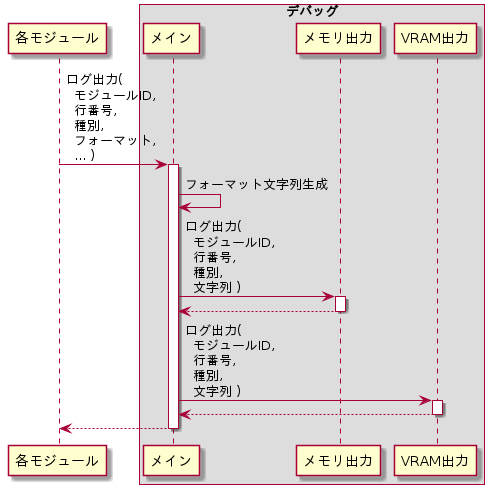 デバッグ
各モジュール
メイン
メモリ出力
VRAM出力
ログ出力(
モジュールID,
行番号,
種別,
フォーマット,
... )
フォーマット文字列生成
ログ出力(
モジュールID,
行番号,
種別,
文字列 )
ログ出力(
モジュールID,
行番号,
種別,
文字列 )
各モジュール
メイン
メモリ出力
VRAM出力